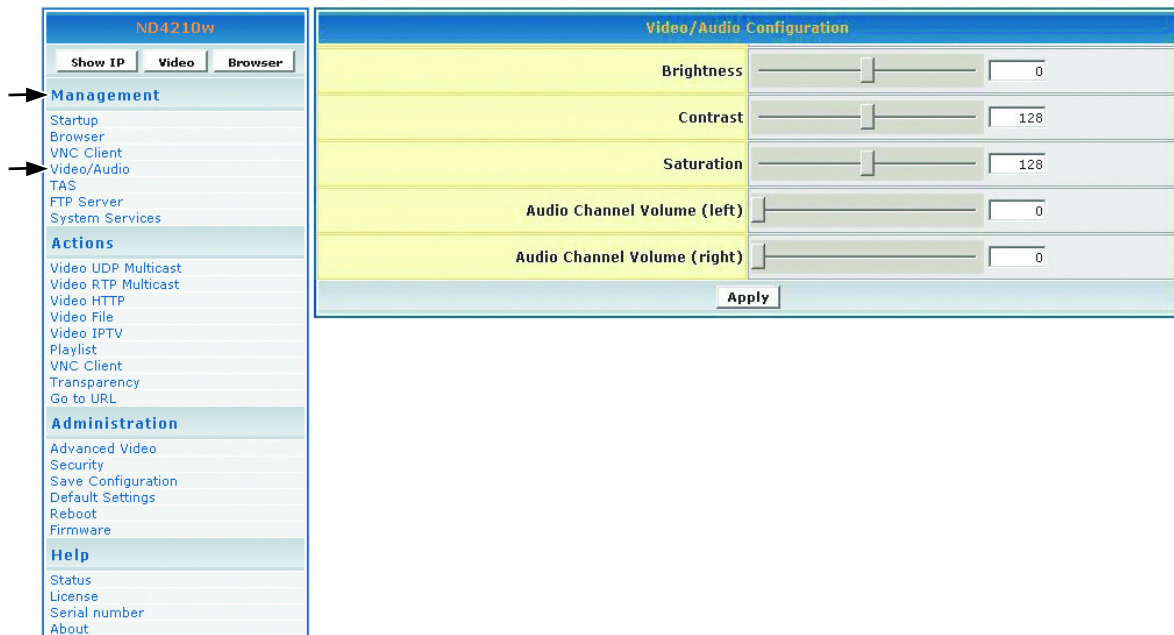 ND4210w
Show IP Video Browser
Management
Startup
Browser
VNC Client
Video/Audio
TAS
FTP Server
System Services
Actions
Video UDP Multicast
Video RTP Multicast
Video HTTP
Video File
Video IPTV
Playlist
VNC Client
Transparency
Go to URL
Administration
Advanced Video
Security
Save Configuration
Default Settings
Reboot
Firmware
Help
Status
License
Serial number
About
Video/Audio Configuration
Brightness 0
Contrast 128
Saturation 128
Audio Channel Volume (left) 0
Audio Channel Volume (right) 0
Apply